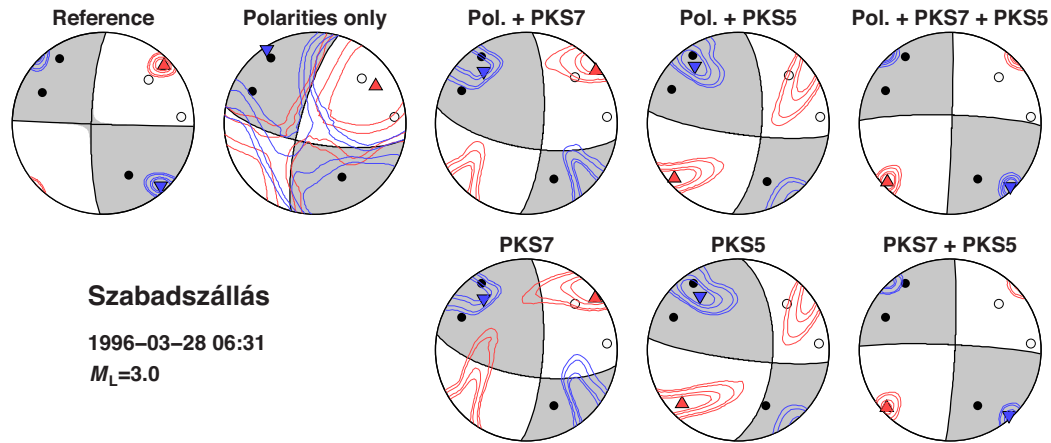 Reference
Polarities only
Pol. + PKS7
Pol. + PKS5
Pol. + PKS7 + PKS5
PKS7
PKS5
PKS7 + PKS5
Szabadszállás
1996–03–28 06:31
ML=3.0